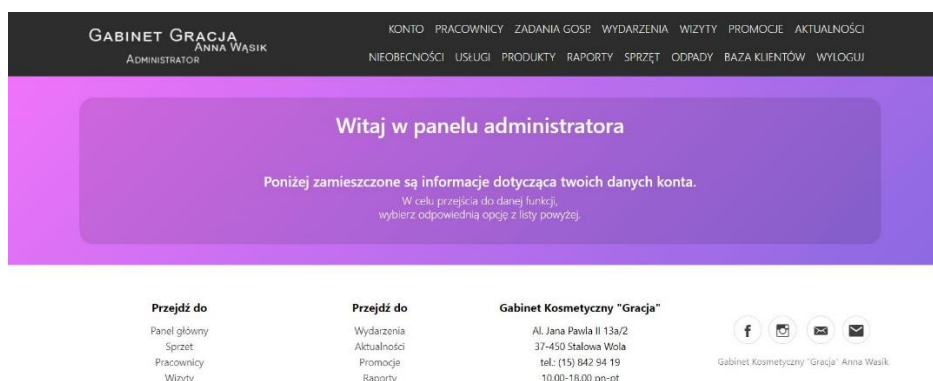 GABINET GRACJA
ANNA WĄSIK
ADMINISTRATOR
KONTO PRACOWNICY ZADANIA GOSP. WYDARZENIA WIZYTY PROMOCJE AKTUALNOŚCI
NIEOBECNOŚCI USŁUGI PRODUKTY RAPORTY SPRZĘT ODPADY BAZA KLIENTÓW WYLOGUJ
Witaj w panelu administratora
Poniżej zamieszczone są informacje dotycząca twoich danych konta.
W celu przejścia do danej funkcji,
wybierz odpowiednią opcję z listy powyżej.
Przejdź do
Panel główny
Sprzet
Pracownicy
Wizyty
Przejdź do
Wydarzenia
Aktualności
Promocje
Raporty
Gabinet Kosmetyczny "Gracja"
Al. Jana Pawla II 13a/2
37-450 Stalowa Wola
tel.: (15) 842 94 19
10.00-18.00 pn-pt
Gabinet Kosmetyczny "Gracja" Anna Wasik.